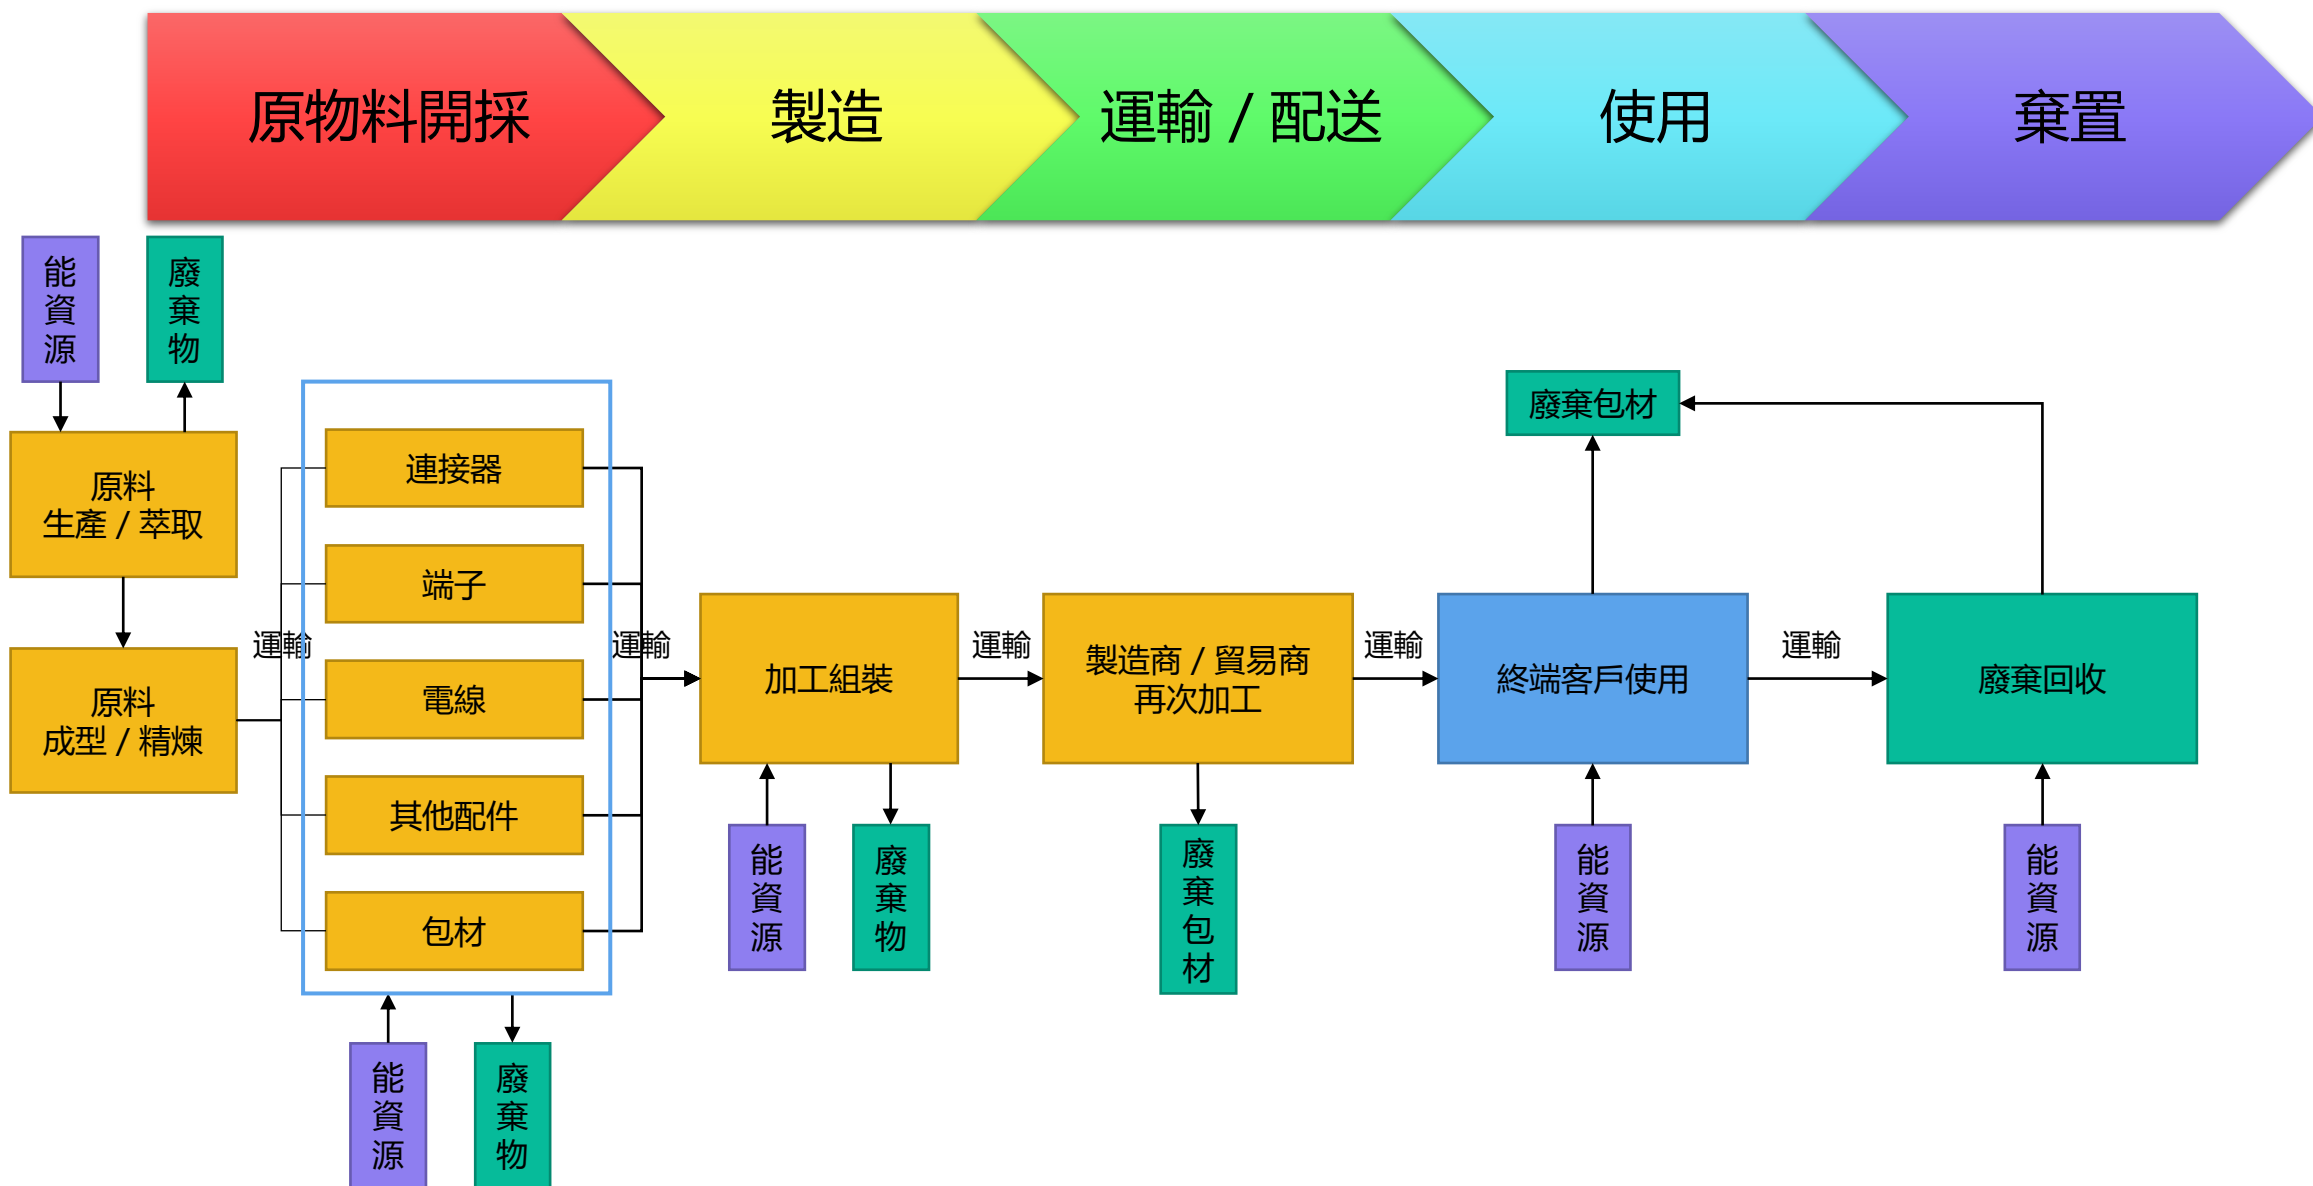 原物料開採
製造
運輸 / 配送
使用
棄置
能
資
源
廢
棄
物
原料
生產 / 萃取
原料
成型 / 精煉
運輸
連接器
端子
電線
其他配件
包材
能
資
源
廢
棄
物
運輸
加工組裝
能
資
源
廢
棄
物
運輸
製造商 / 貿易商
再次加工
廢
棄
包
材
運輸
廢棄包材
終端客戶使用
能
資
源
運輸
廢棄回收
能
資
源